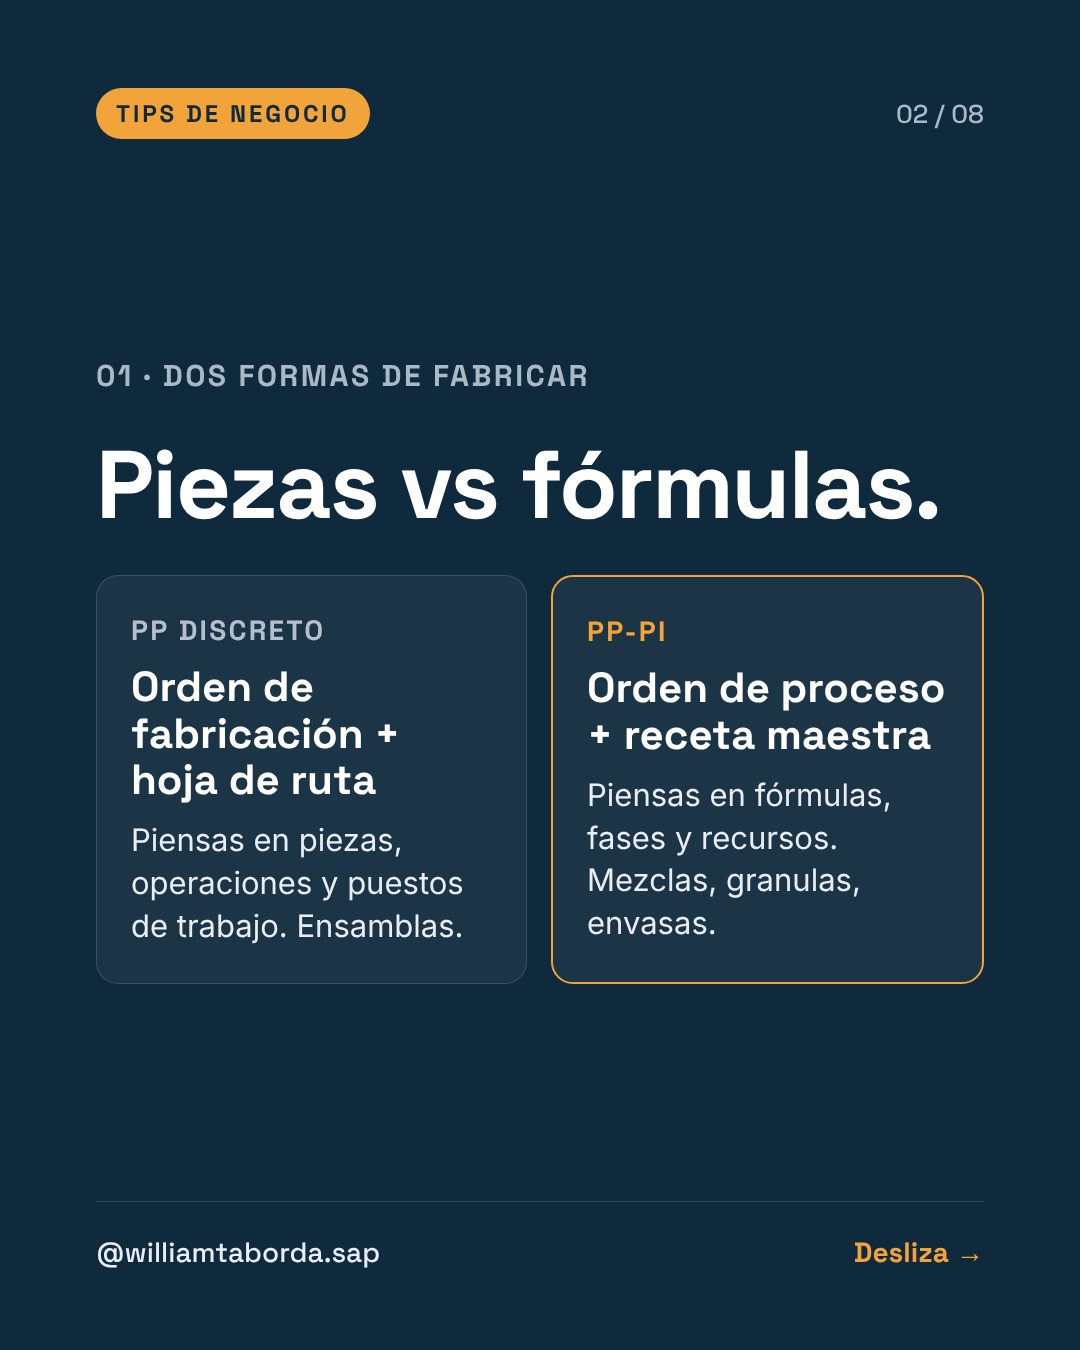 TIPS DE NEGOCIO
02 / 08
01 · DOS FORMAS DE FABRICAR
Piezas vs fórmulas.
PP DISCRETO
Orden de
fabricación +
hoja de ruta
Piensas en piezas,
operaciones y puestos
de trabajo. Ensamblas.
PP-PI
Orden de proceso
+ receta maestra
Piensas en fórmulas,
fases y recursos.
Mezclas, granulas,
envasas.
@williamtaborda.sap
Desliza →